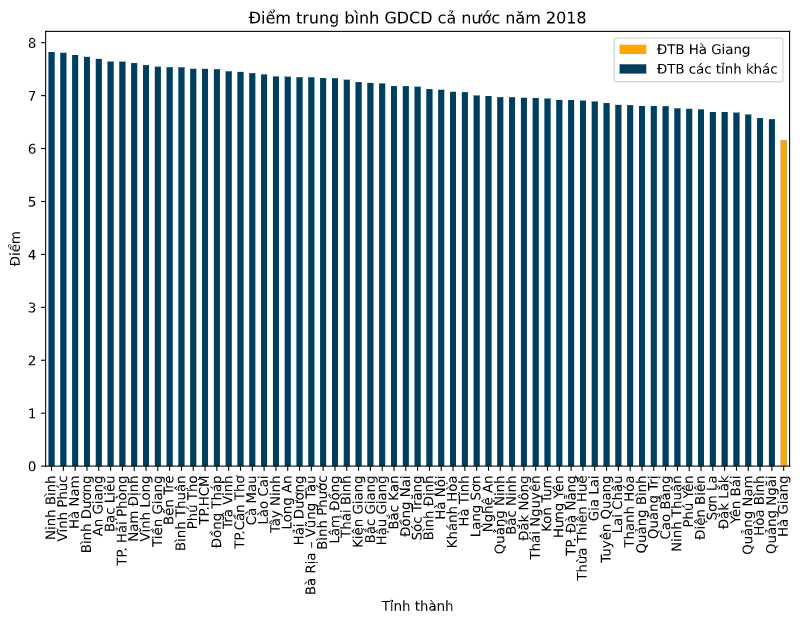 Điểm trung bình GDCD cả nước năm 2018
ĐTB Hà Giang
ĐTB các tỉnh khác
Điểm
8
7
6
5
4
3
2
1
0
Ninh Bình
Vĩnh Phúc
Hà Nam
Bình Dương
An Giang
Bạc Liêu
TP. Hải Phòng
Nam Định
Vĩnh Long
Tiền Giang
Bến Tre
Bình Thuận
Phú Thọ
TP.HCM
Đồng Tháp
Trà Vinh
TP.Cần Thơ
Cà Mau
Lào Cai
Tây Ninh
Long An
Hải Dương
Bà Rịa – Vũng Tàu
Bình Phước
Lâm Đồng
Thái Bình
Kiên Giang
Bắc Giang
Hậu Giang
Bắc Kạn
Đồng Nai
Sóc Trăng
Bình Định
Hà Nội
Khánh Hòa
Hà Tĩnh
Lạng Sơn
Nghệ An
Quảng Ninh
Bắc Ninh
Đắk Nông
Thái Nguyên
Kon Tum
Hưng Yên
TP. Đà Nẵng
Thừa Thiên Huế
Gia Lai
Tuyên Quang
Lai Châu
Thanh Hóa
Quảng Bình
Quảng Trị
Cao Bằng
Ninh Thuận
Phú Yên
Điện Biên
Sơn La
Đắk Lắk
Yên Bái
Quảng Nam
Hòa Bình
Quảng Ngãi
Hà Giang
Tỉnh thành